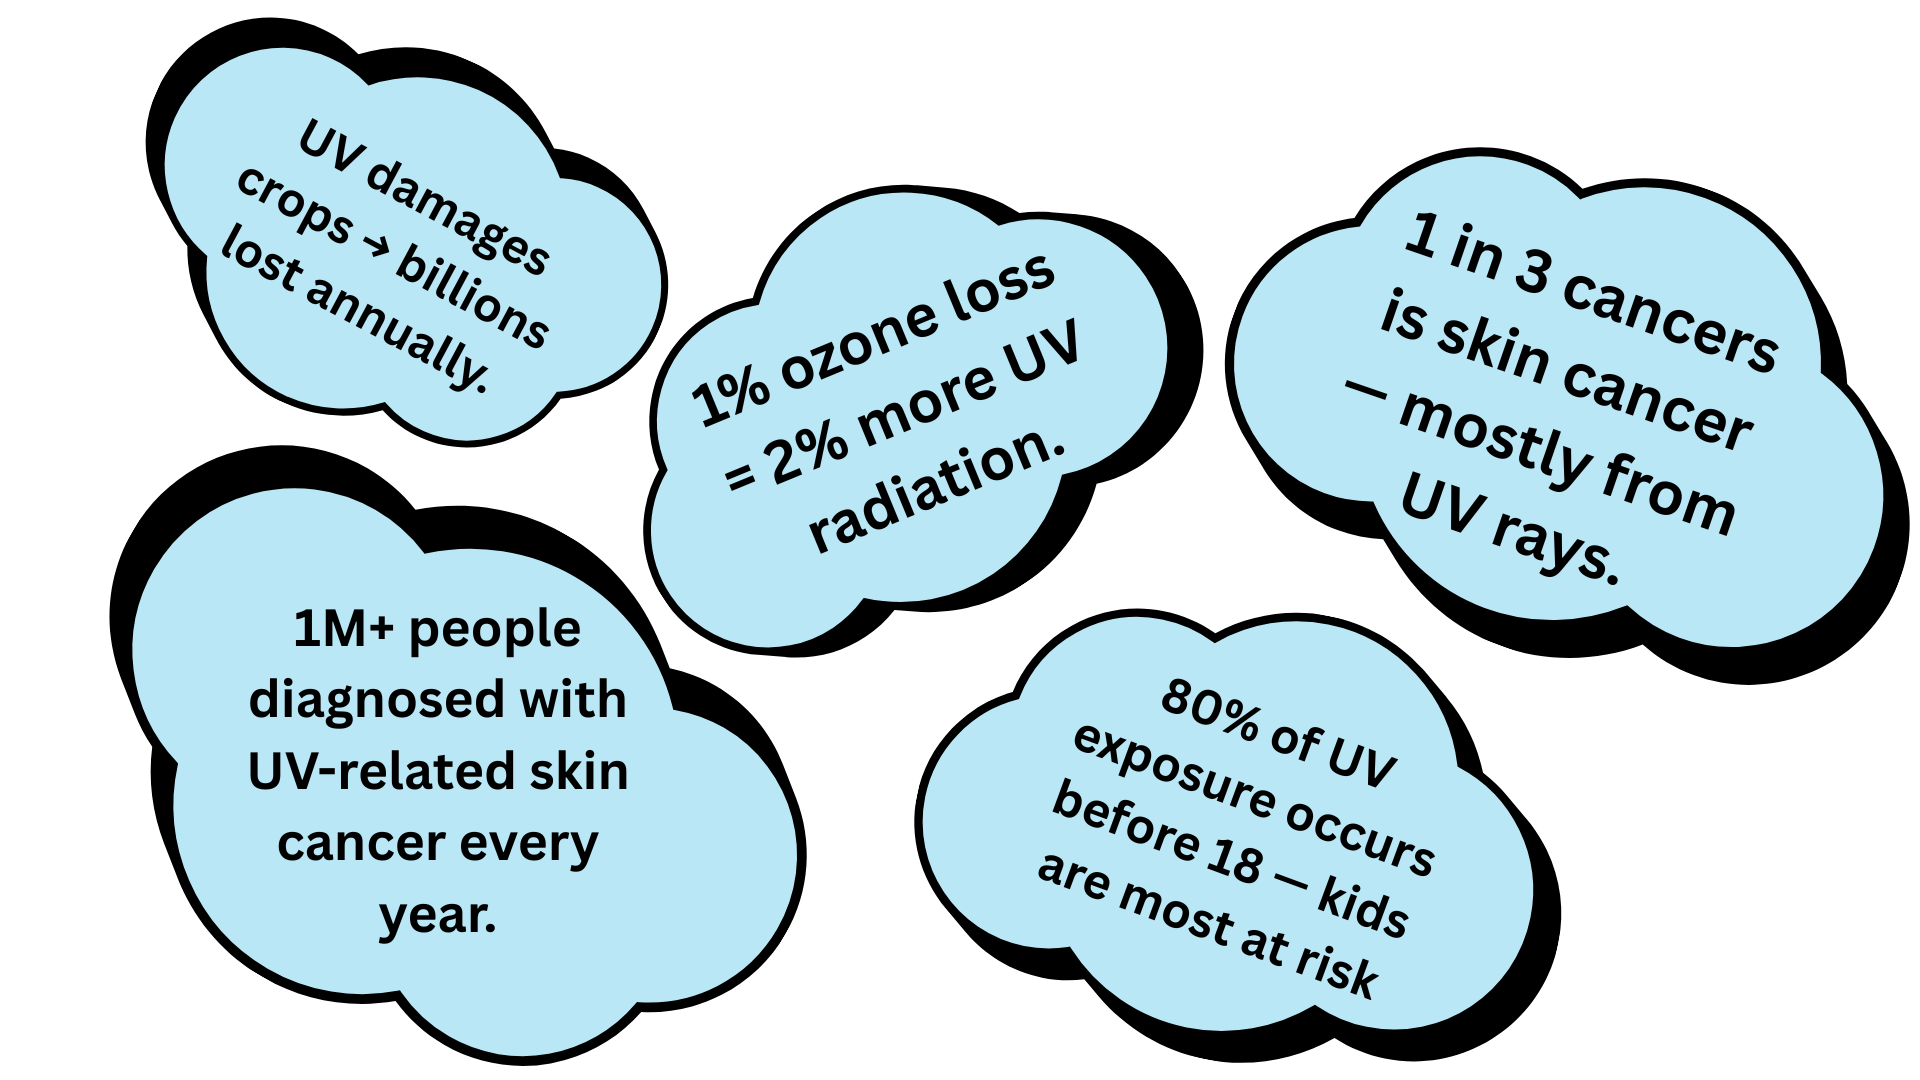 UV damages
crops → billions
lost annually.
1% ozone loss
= 2% more UV
radiation.
1 in 3 cancers
is skin cancer
— mostly from
UV rays.
1M+ people
diagnosed with
UV-related skin
cancer every
year.
80% of UV
exposure occurs
before 18 — kids
are most at risk